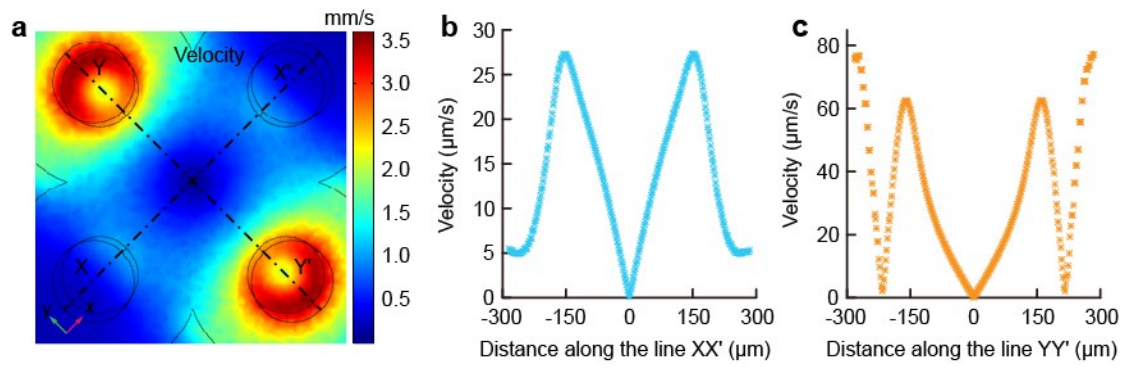 a
mm/s
Velocity
Y
X'
X
Y'
y
x
3.5
3.0
2.5
2.0
1.5
1.0
0.5
b
Velocity (µm/s)
30
25
20
15
10
5
0
-300 -150 0 150 300
Distance along the line XX' (µm)
c
Velocity (µm/s)
80
60
40
20
0
-300 -150 0 150 300
Distance along the line YY' (µm)